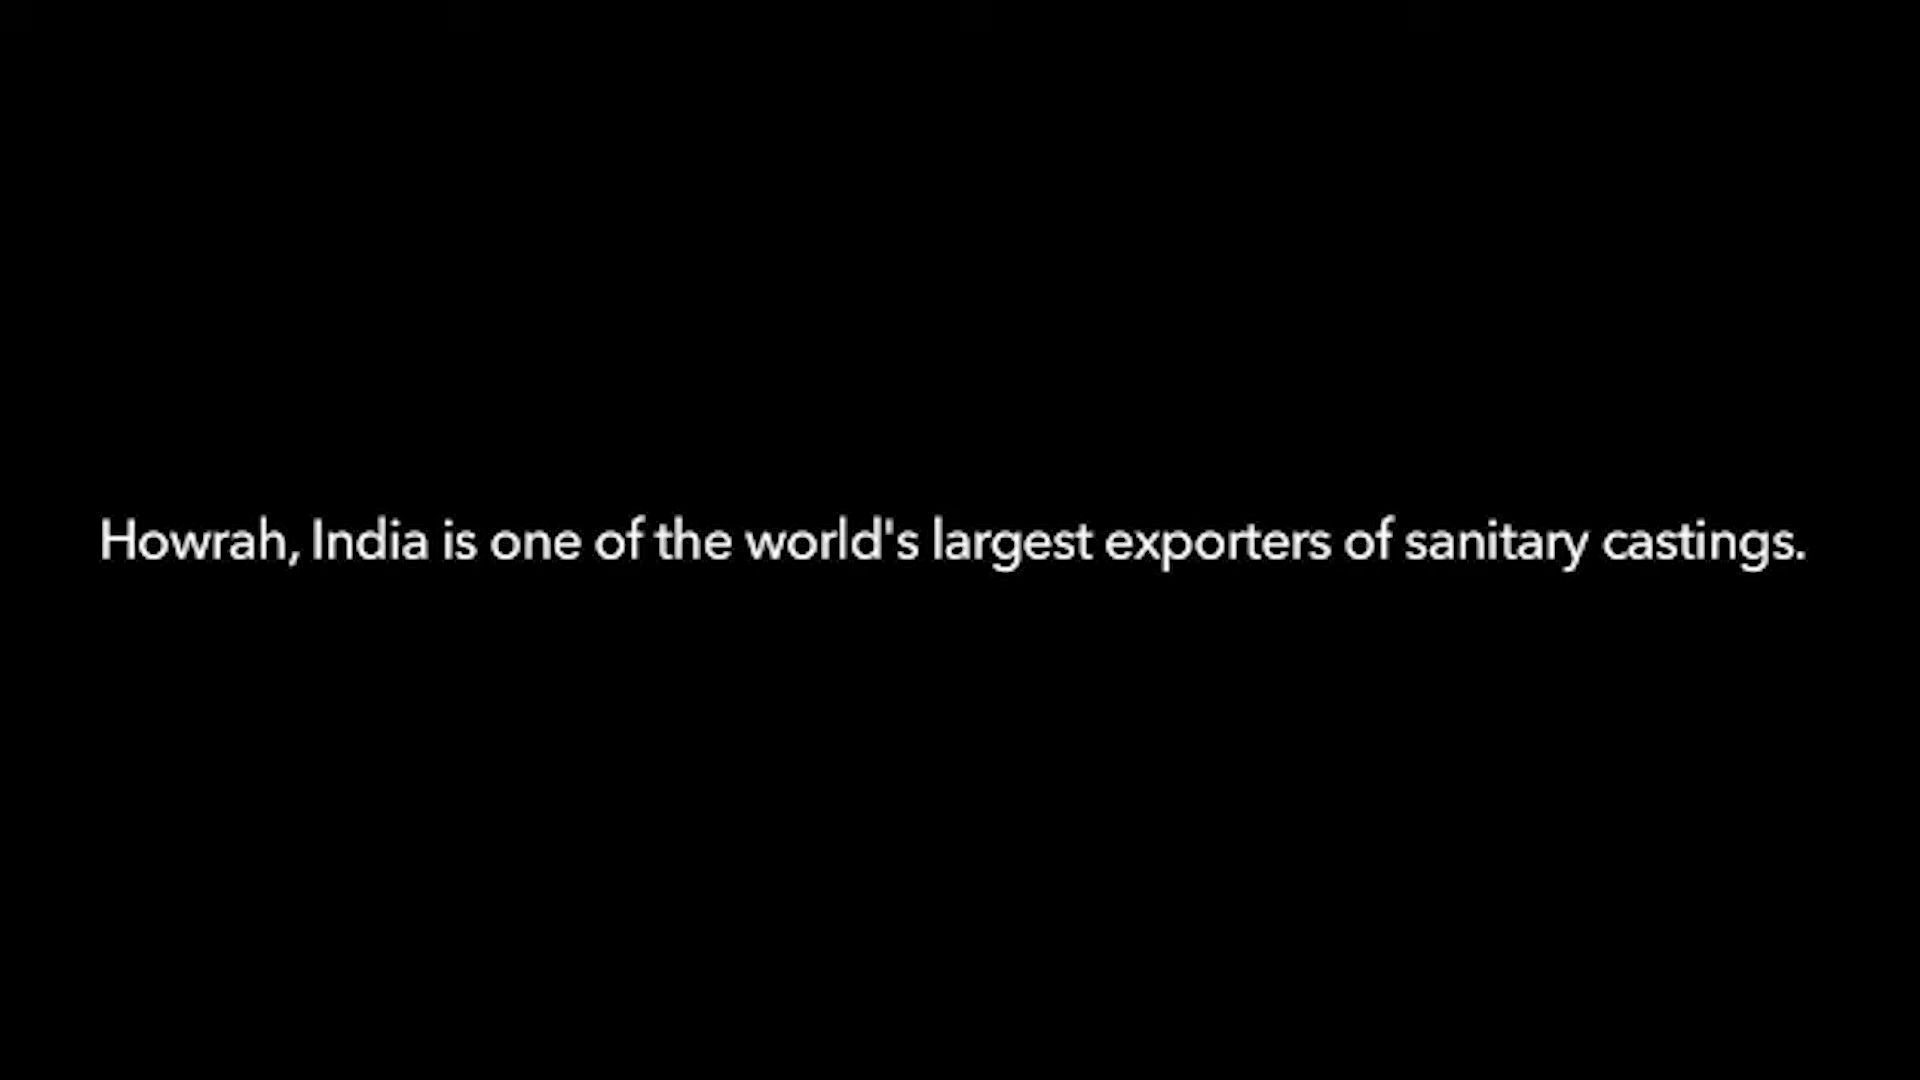 Howrah, India is one of the world's largest exporters of sanitary castings.